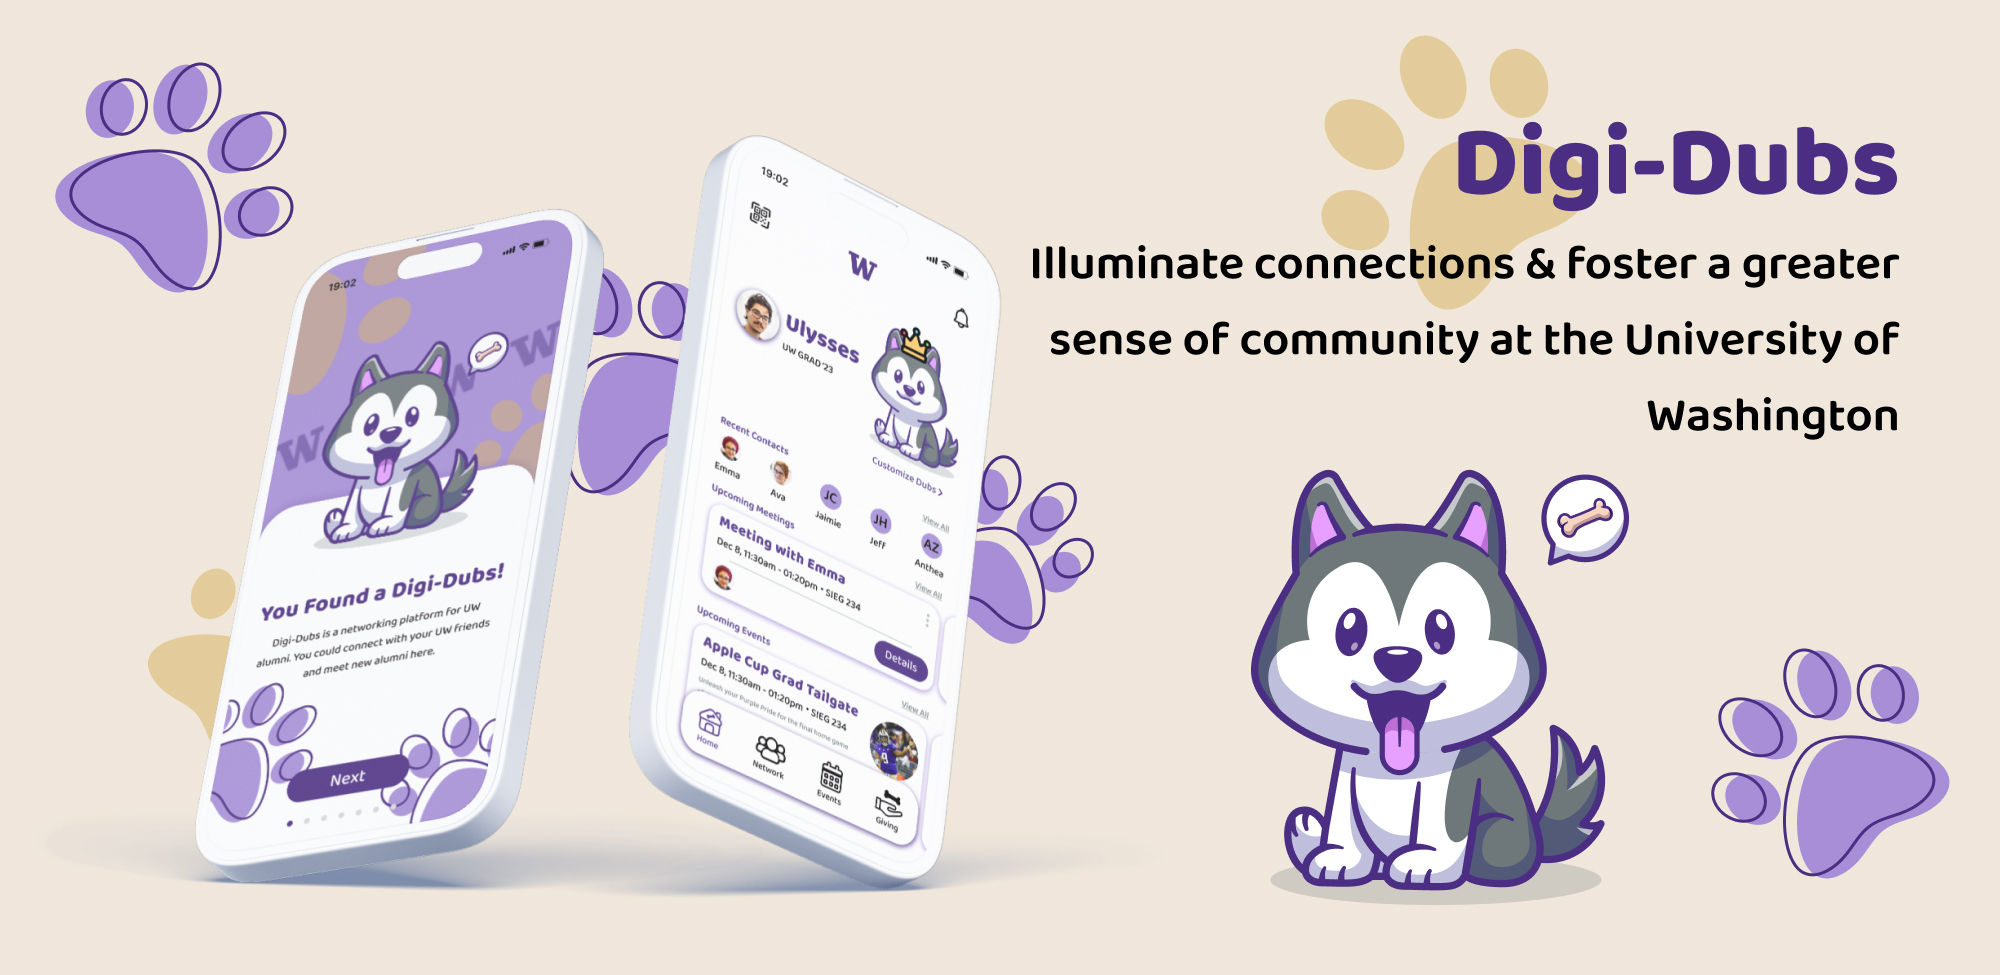 Digi-Dubs
Illuminate connections & foster a greater
sense of community at the University of
Washington
19:02
W
W
W
You Found a Digi-Dubs!
Digi-Dubs is a networking platform for UW
alumni. You could connect with your UW friends
and meet new alumni here.
Next
19:02
W
Ulysses
UW GRAD'23
Customize Dubs >
Recent Contacts
View All
Emma
Ava
JC
Jaimie
JH
Jeff
AZ
Anthea
Upcoming Meetings
View All
Meeting with Emma
Dec 8, 11:30am - 01:20pm • SIEG 234
Details
Upcoming Events
View All
Apple Cup Grad Tailgate
Dec 8, 11:30am - 01:20pm • SIEG 234
Unleash your Purple Pride for the final home game
Home
Network
Events
Giving